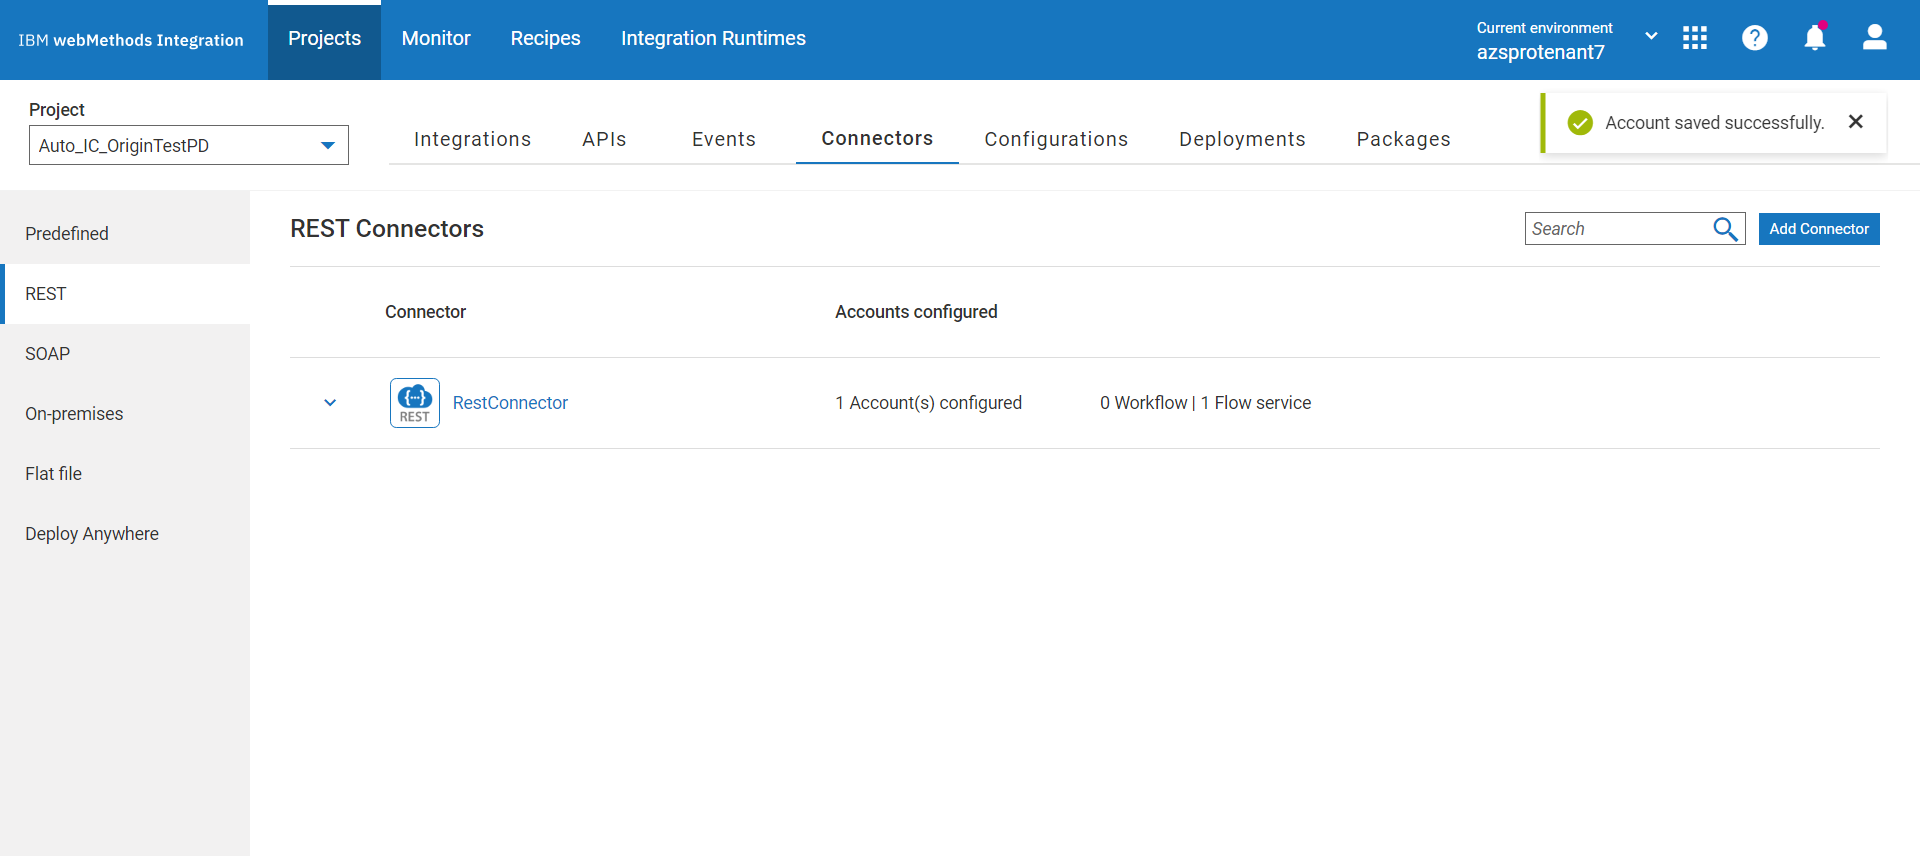 IBM webMethods Integration
Projects
Monitor
Recipes
Integration Runtimes
Current environment
azsprotenant7
Project
Auto_IC_OriginTestPD
Integrations
APIs
Events
Connectors
Configurations
Deployments
Packages
Account saved successfully.
Predefined
REST
SOAP
On-premises
Flat file
Deploy Anywhere
REST Connectors
Search
Add Connector
Connector
Accounts configured
REST
RestConnector
1 Account(s) configured
0 Workflow | 1 Flow service